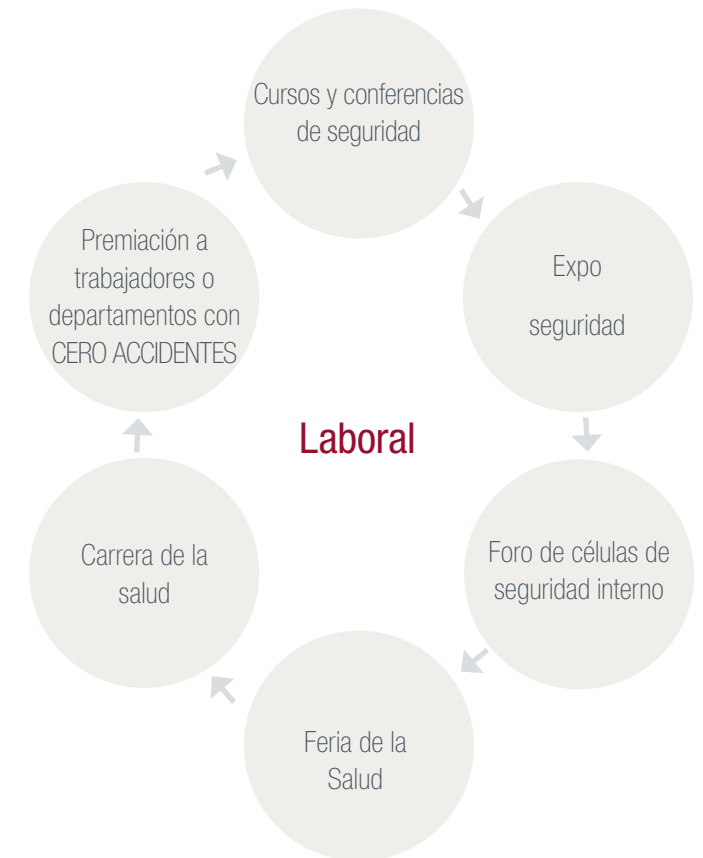 Cursos y conferencias
de seguridad
Expo
seguridad
Foro de células de
seguridad interno
Feria de la
Salud
Carrera de la
salud
Premiación a
trabajadores o
departamentos con
CERO ACCIDENTES
Laboral